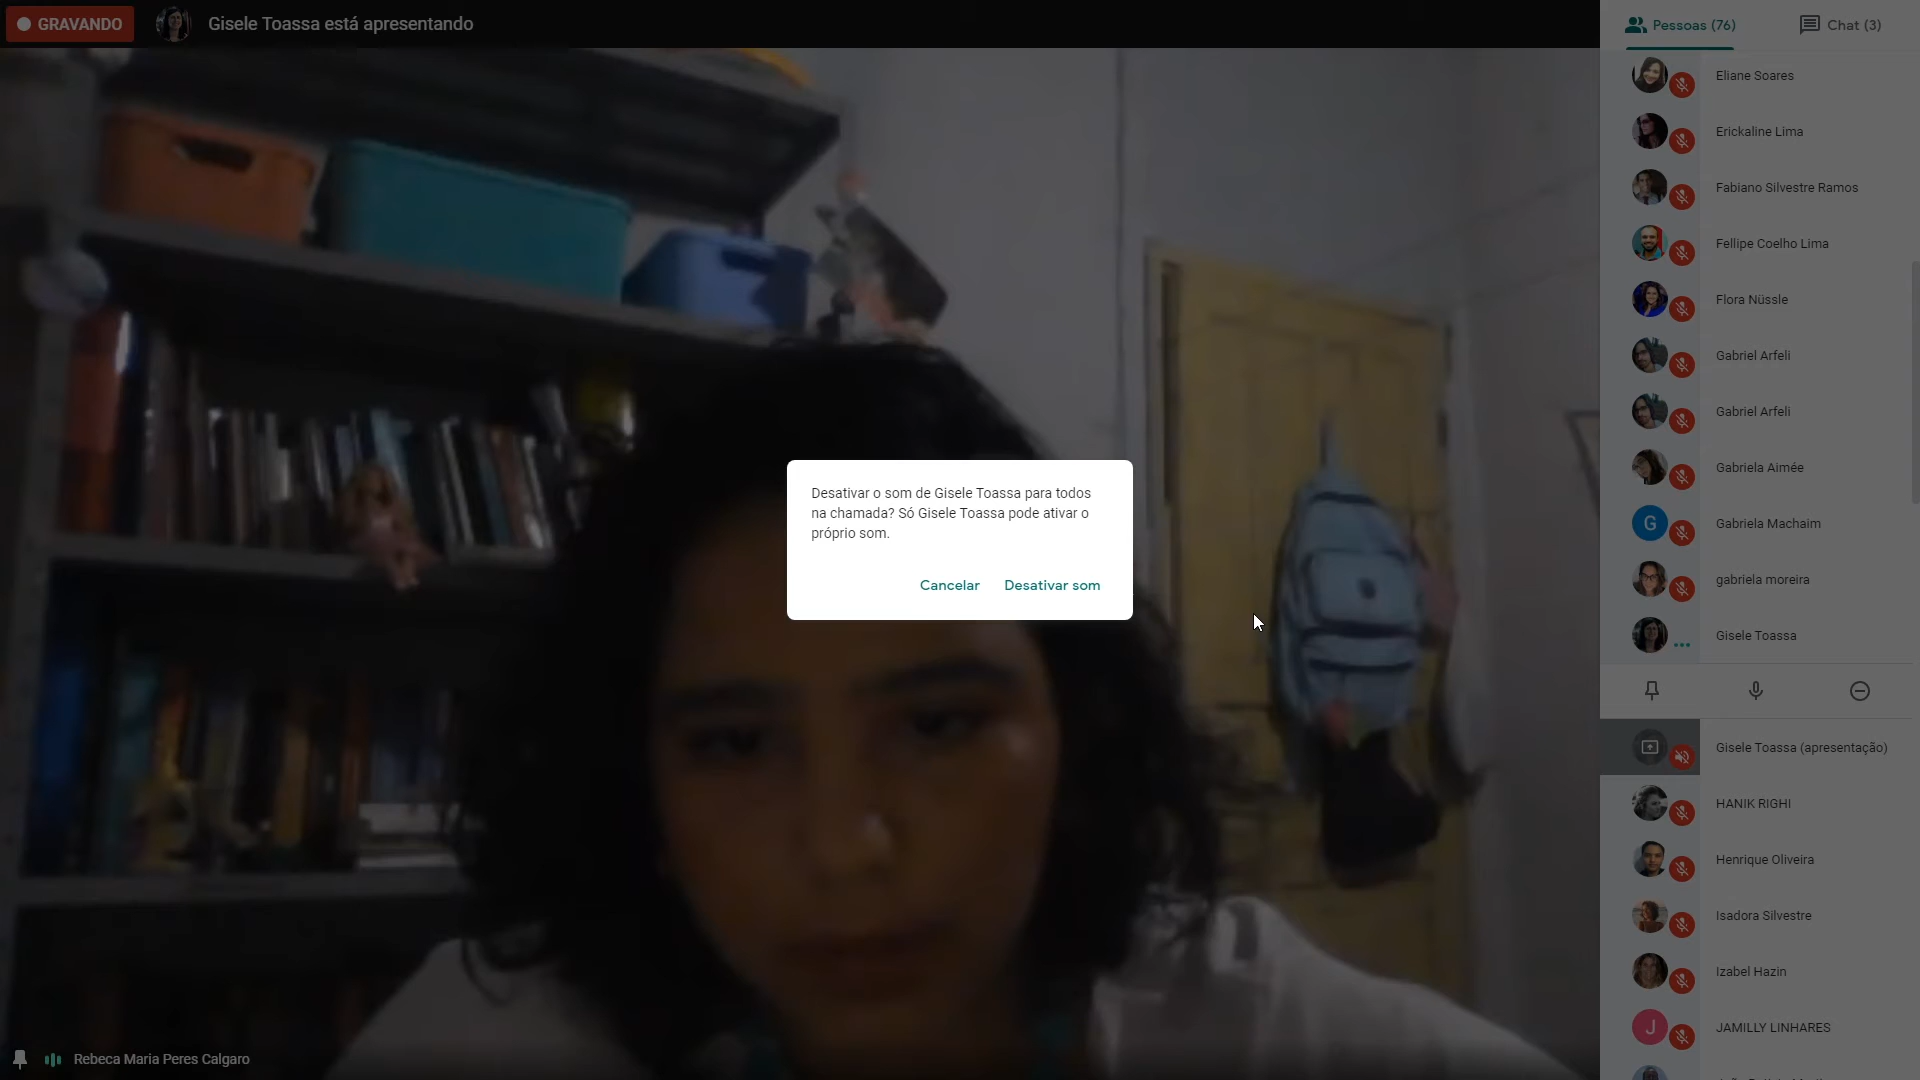 GRAVANDO
Gisele Toassa está apresentando
Pessoas (76)
Chat (3)
Eliane Soares
Erickaline Lima
Fabiano Silvestre Ramos
Fellipe Coelho Lima
Flora Nüssle
Gabriel Arfeli
Gabriel Arfeli
Gabriela Aimée
G
Gabriela Machaim
gabriela moreira
Gisele Toassa
Gisele Toassa (apresentação)
HANIK RIGHI
Henrique Oliveira
Isadora Silvestre
Izabel Hazin
J
JAMILLY LINHARES
Desativar o som de Gisele Toassa para todos
na chamada? Só Gisele Toassa pode ativar o
próprio som.
Cancelar
Desativar som
Rebeca Maria Peres Calgaro